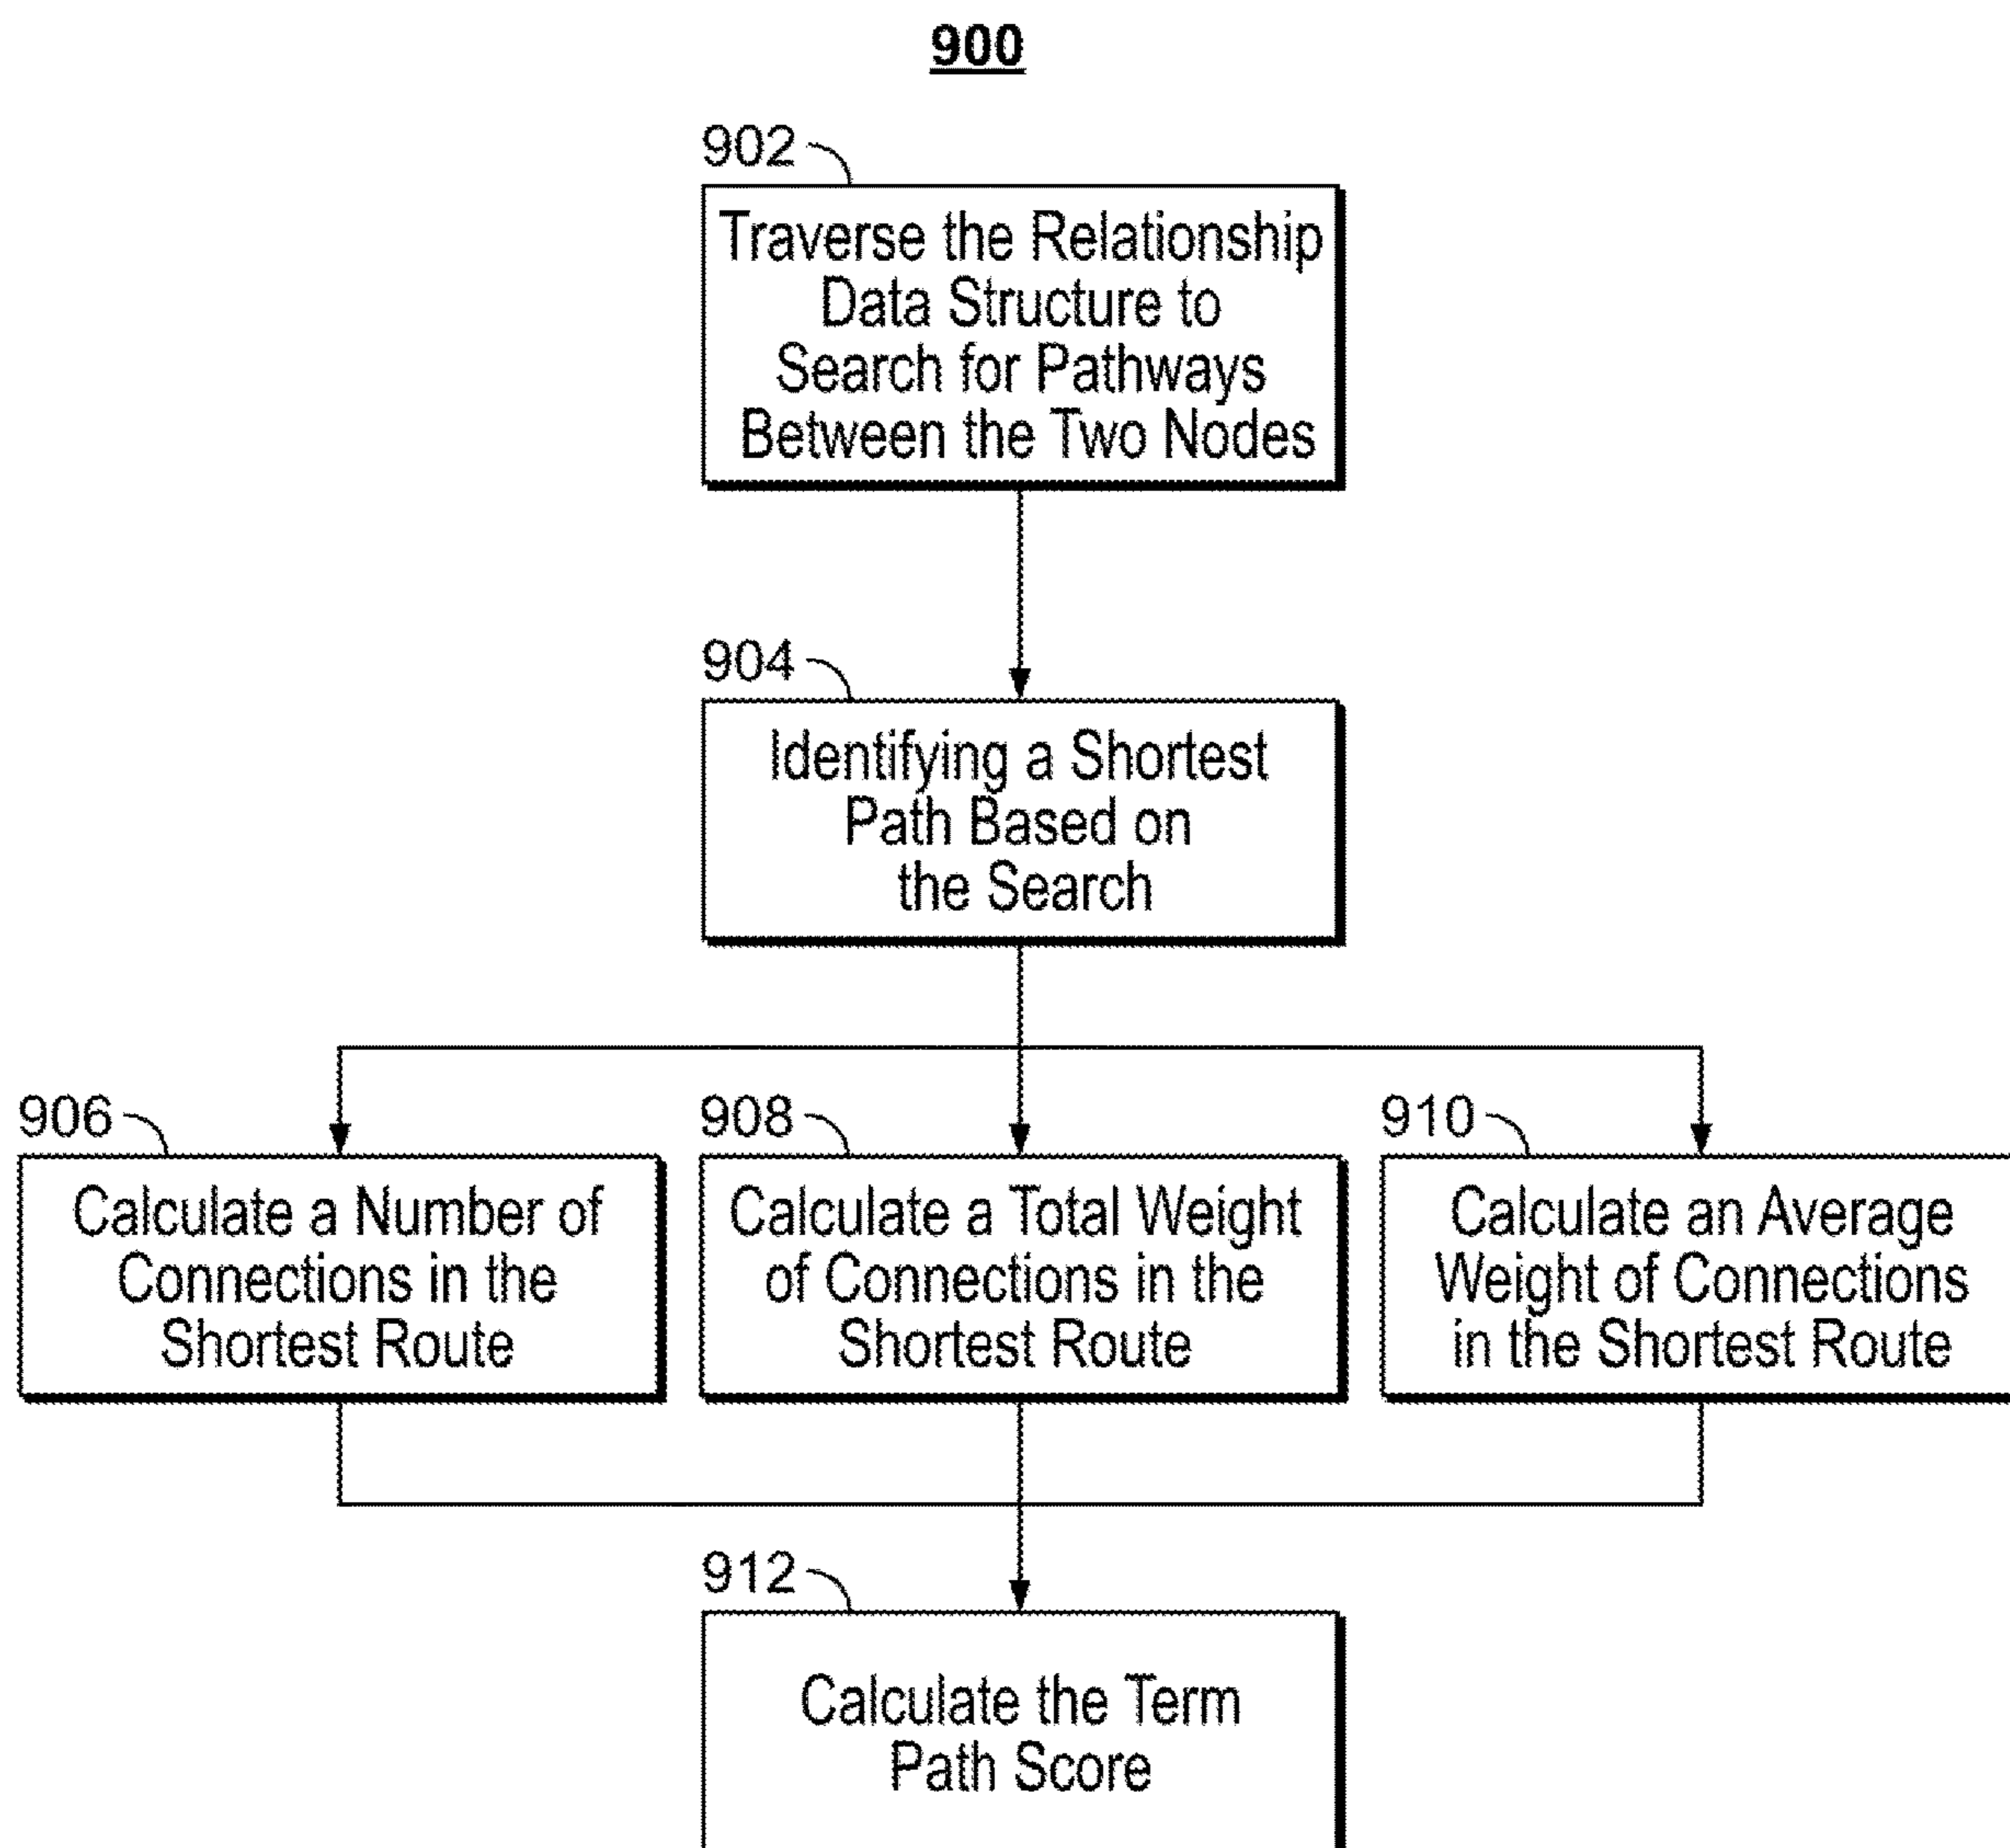 900
902
Traverse the Relationship
Data Structure to
Search for Pathways
Between the Two Nodes
904
Identifying a Shortest
Path Based on
the Search
906
Calculate a Number of
Connections in the
Shortest Route
908
Calculate a Total Weight
of Connections in the
Shortest Route
910
Calculate an Average
Weight of Connections
in the Shortest Route
912
Calculate the Term
Path Score